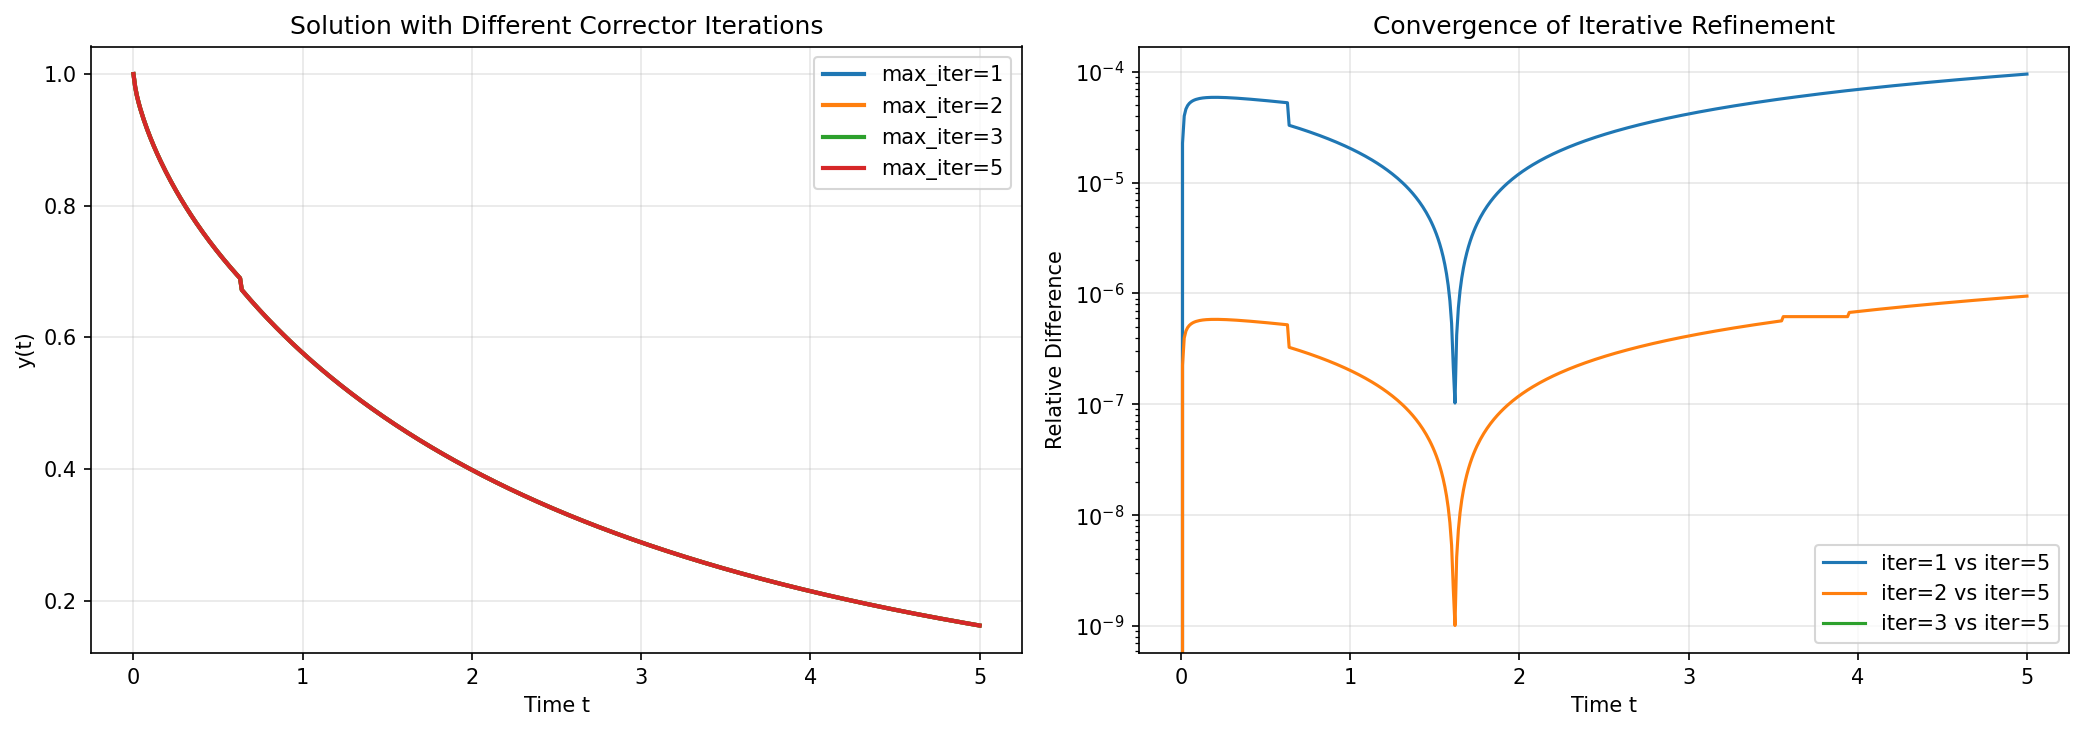 Solution with Different Corrector Iterations
max_iter=1
max_iter=2
max_iter=3
max_iter=5
y(t)
1.0
0.8
0.6
0.4
0.2
0
1
2
3
4
5
Time t
Convergence of Iterative Refinement
Relative Difference
10⁻⁴
10⁻⁵
10⁻⁶
10⁻⁷
10⁻⁸
10⁻⁹
iter=1 vs iter=5
iter=2 vs iter=5
iter=3 vs iter=5
0
1
2
3
4
5
Time t